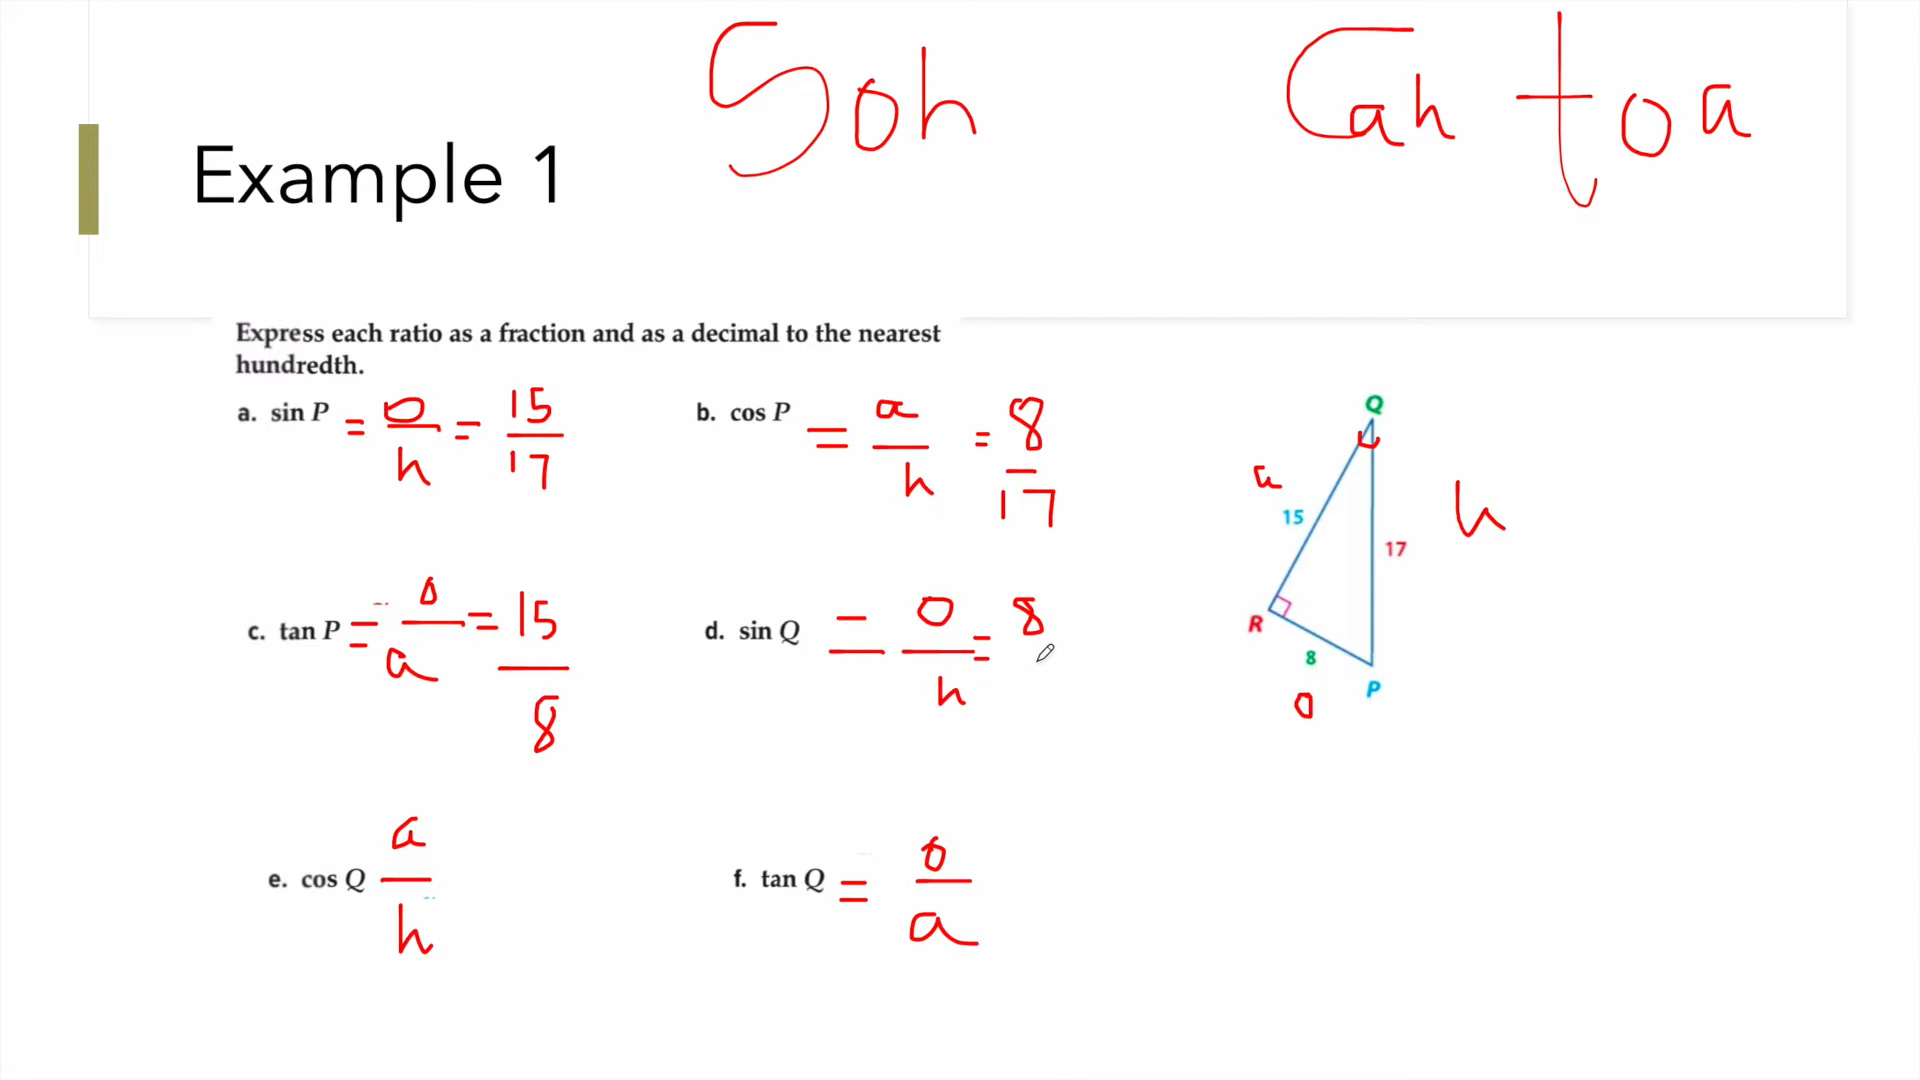 Soh Cah toa
Example 1
Express each ratio as a fraction and as a decimal to the nearest
hundredth.
a. sin P = o/h = 15/17
b. cos P = a/h = 8/17
c. tan P = o/a = 15/8
d. sin Q = o/h = 8
e. cos Q a/h
f. tan Q = o/a
Q
a
15
h
17
R
8
P
o